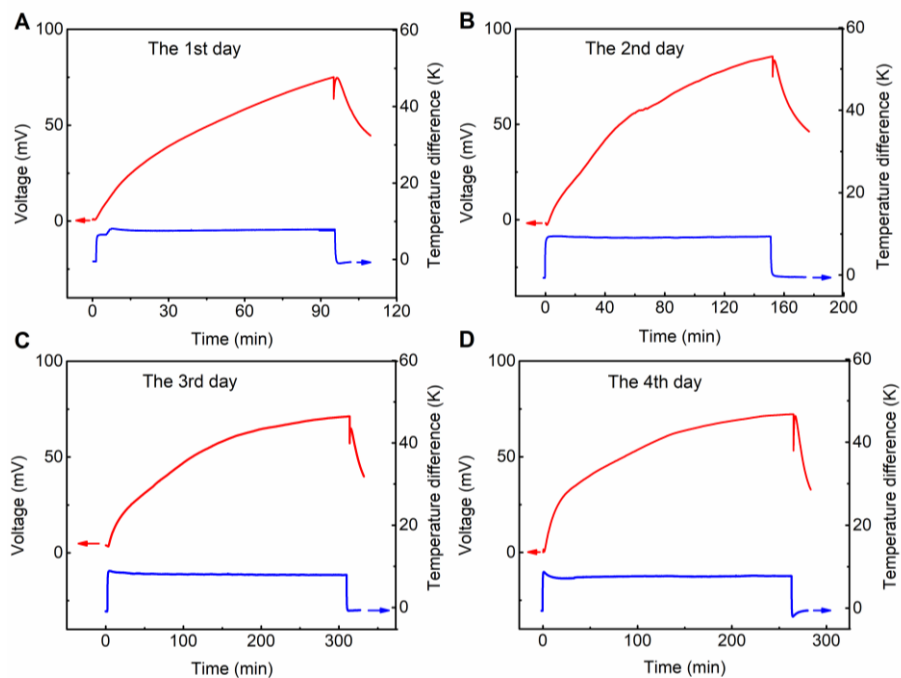 A
The 1st day
Voltage (mV)
100
50
0
Temperature difference (K)
60
40
20
0
0 30 60 90 120
Time (min)
B
The 2nd day
Voltage (mV)
100
50
0
Temperature difference (K)
60
40
20
0
0 40 80 120 160 200
Time (min)
C
The 3rd day
Voltage (mV)
100
50
0
Temperature difference (K)
60
40
20
0
0 100 200 300
Time (min)
D
The 4th day
Voltage (mV)
100
50
0
Temperature difference (K)
60
40
20
0
0 100 200 300
Time (min)